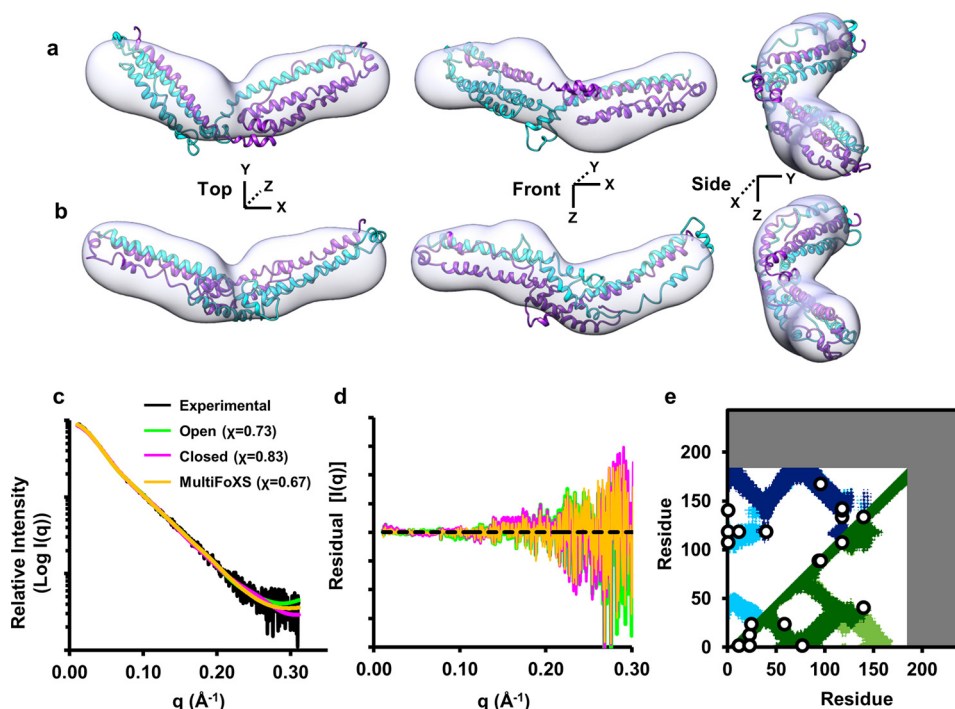 a
Top
Y
Z
X
Front
Y
X
Z
Side
Y
X
Z
b
c
Experimental
Open (χ=0.73)
Closed (χ=0.83)
MultiFoXS (χ=0.67)
Relative Intensity
(Log I(q))
0.00 0.10 0.20 0.30
q (Å⁻¹)
d
Residual [I(q)]
0.00 0.10 0.20 0.30
q (Å⁻¹)
e
Residue
200
150
100
50
0
0 50 100 150 200
Residue